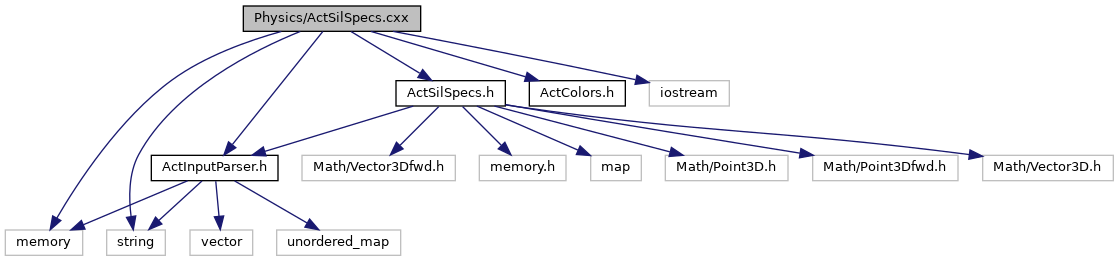 Physics/ActSilSpecs.cxx
ActSilSpecs.h
ActColors.h
iostream
ActInputParser.h
Math/Vector3Dfwd.h
memory.h
map
Math/Point3D.h
Math/Point3Dfwd.h
Math/Vector3D.h
memory
string
vector
unordered_map